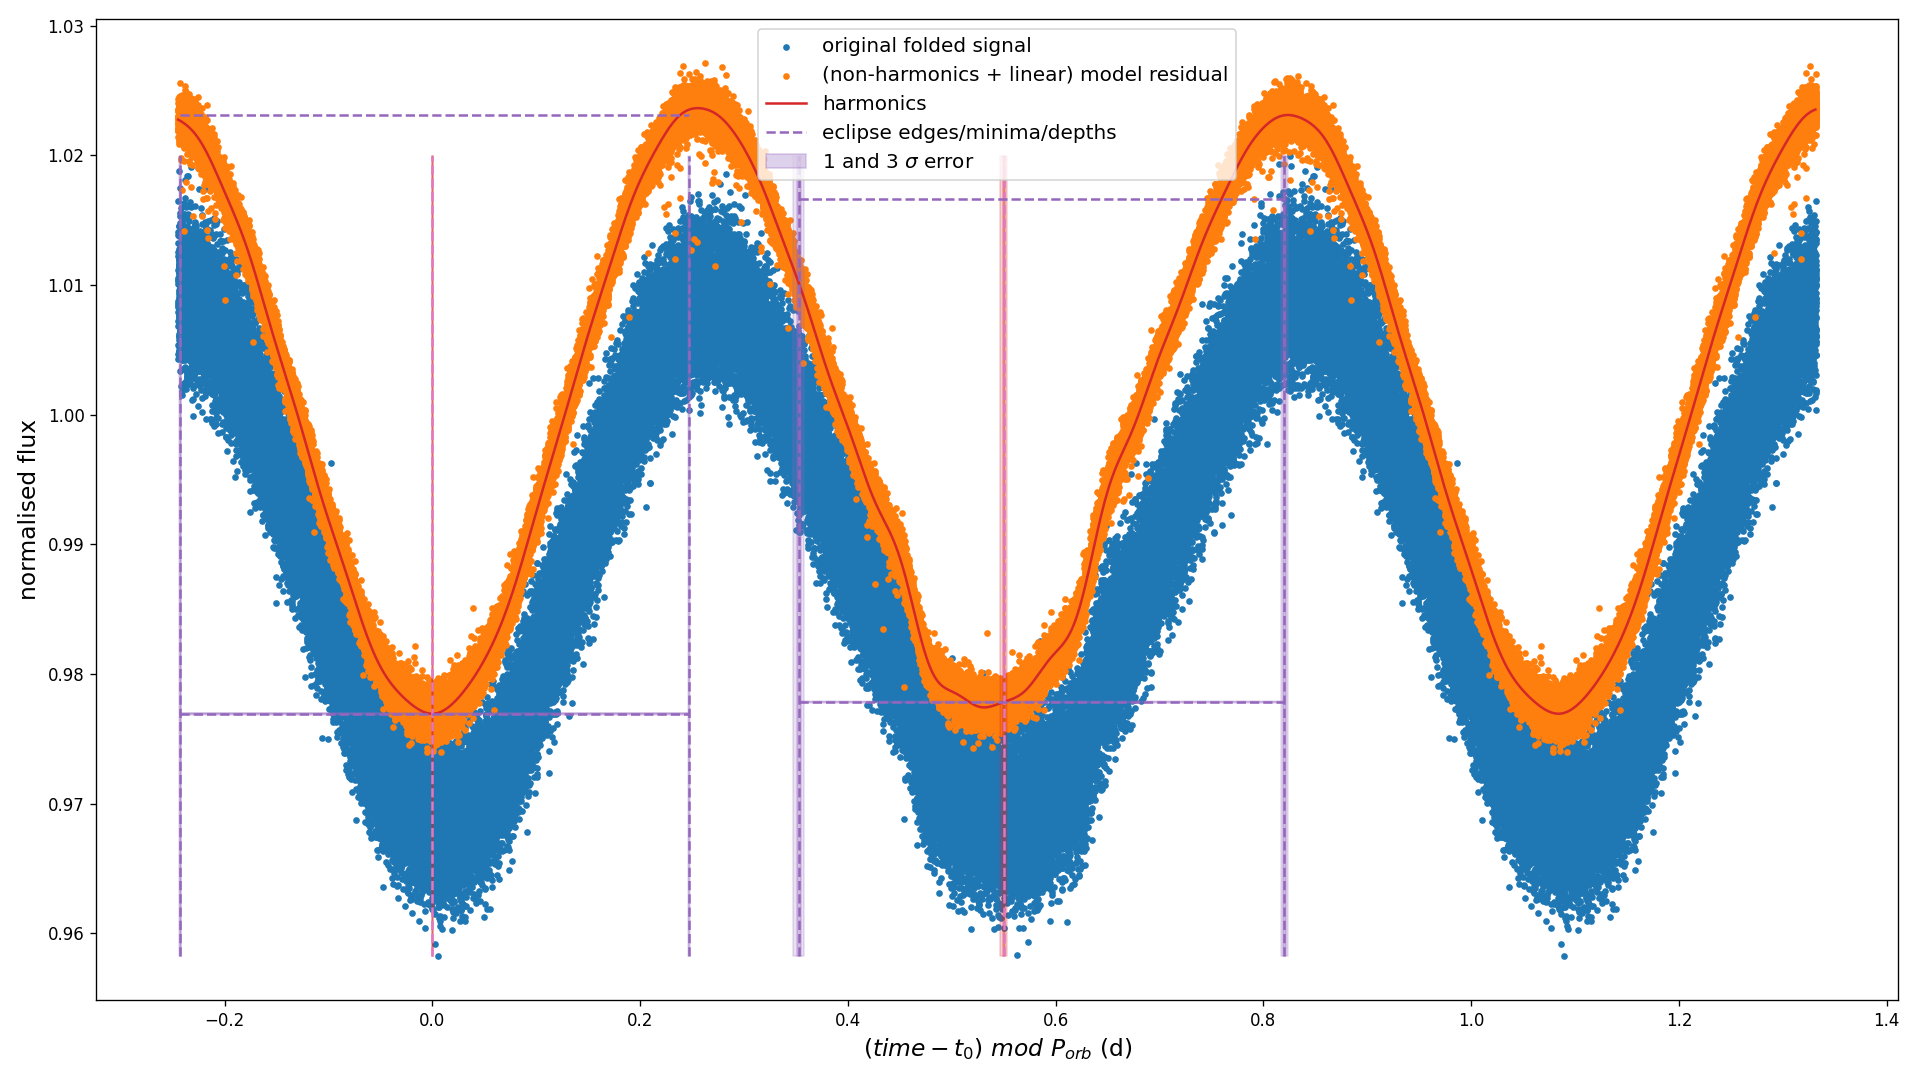 original folded signal
(non-harmonics + linear) model residual
harmonics
eclipse edges/minima/depths
1 and 3 σ error
normalised flux
1.03
1.02
1.01
1.00
0.99
0.98
0.97
0.96
−0.2
0.0
0.2
0.4
0.6
0.8
1.0
1.2
1.4
(time − t₀) mod P_orb (d)